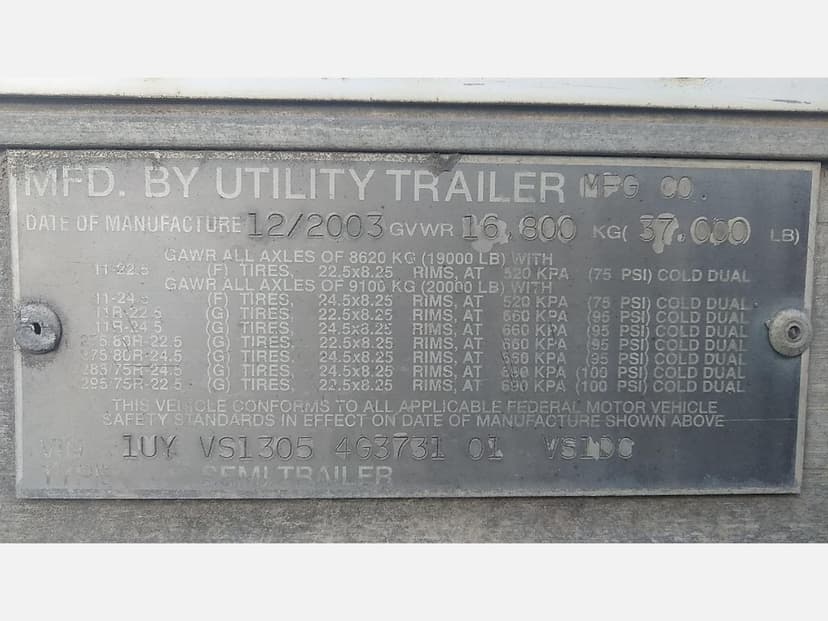 MFD. BY UTILITY TRAILER MFG CO.
DATE OF MANUFACTURE 12/2003 GVWR 16,800 KG( 37,000 LB)
GAWR ALL AXLES OF 8620 KG (19000 LB) WITH
11-22.5 (F) TIRES, 22.5x8.25 RIMS, AT 520 KPA (75 PSI) COLD DUAL
GAWR ALL AXLES OF 9100 KG (20000 LB) WITH
11-24.5 (F) TIRES, 24.5x8.25 RIMS, AT 520 KPA (75 PSI) COLD DUAL
11R-22.5 (G) TIRES, 22.5x8.25 RIMS, AT 660 KPA (95 PSI) COLD DUAL
11R-24.5 (G) TIRES, 24.5x8.25 RIMS, AT 660 KPA (95 PSI) COLD DUAL
(G) TIRES, 22.5x8.25 RIMS, AT 660 KPA (95 PSI) COLD DUAL
275/80R-24.5 (G) TIRES, 24.5x8.25 RIMS, AT 660 KPA (95 PSI) COLD DUAL
285/75R-24.5 (G) TIRES, 24.5x8.25 RIMS, AT 690 KPA (100 PSI) COLD DUAL
295/75R-22.5 (G) TIRES, 22.5x8.25 RIMS, AT 690 KPA (100 PSI) COLD DUAL
THIS VEHICLE CONFORMS TO ALL APPLICABLE FEDERAL MOTOR VEHICLE
SAFETY STANDARDS IN EFFECT ON DATE OF MANUFACTURE SHOWN ABOVE
1UY VS1305 4G3731 01 VS1DC
TYPE SEMITRAILER